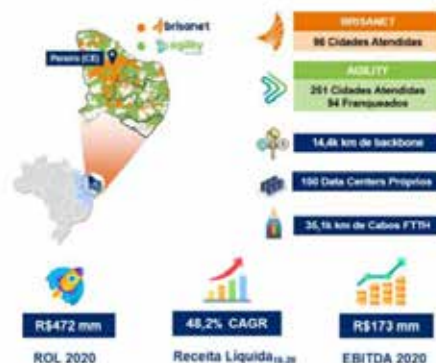 brisanet
agility
Pereiro (CE)
BRISANET
96 Cidades Atendidas
AGILITY
251 Cidades Atendidas
94 Franqueados
14,4k km de backbone
100 Data Centers Próprios
35,1k km de Cabos FTTH
R$472 mm
ROL 2020
48,2% CAGR
Receita Líquida
R$173 mm
EBITDA 2020